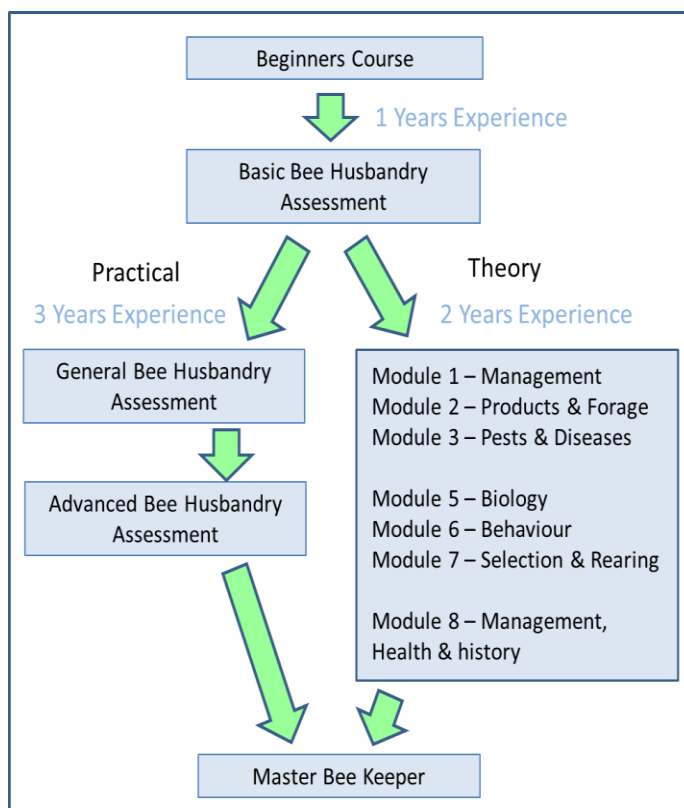 Beginners Course
1 Years Experience
Basic Bee Husbandry
Assessment
Practical
3 Years Experience
General Bee Husbandry
Assessment
Advanced Bee Husbandry
Assessment
Theory
2 Years Experience
Module 1 – Management
Module 2 – Products & Forage
Module 3 – Pests & Diseases
Module 5 – Biology
Module 6 – Behaviour
Module 7 – Selection & Rearing
Module 8 – Management,
Health & history
Master Bee Keeper